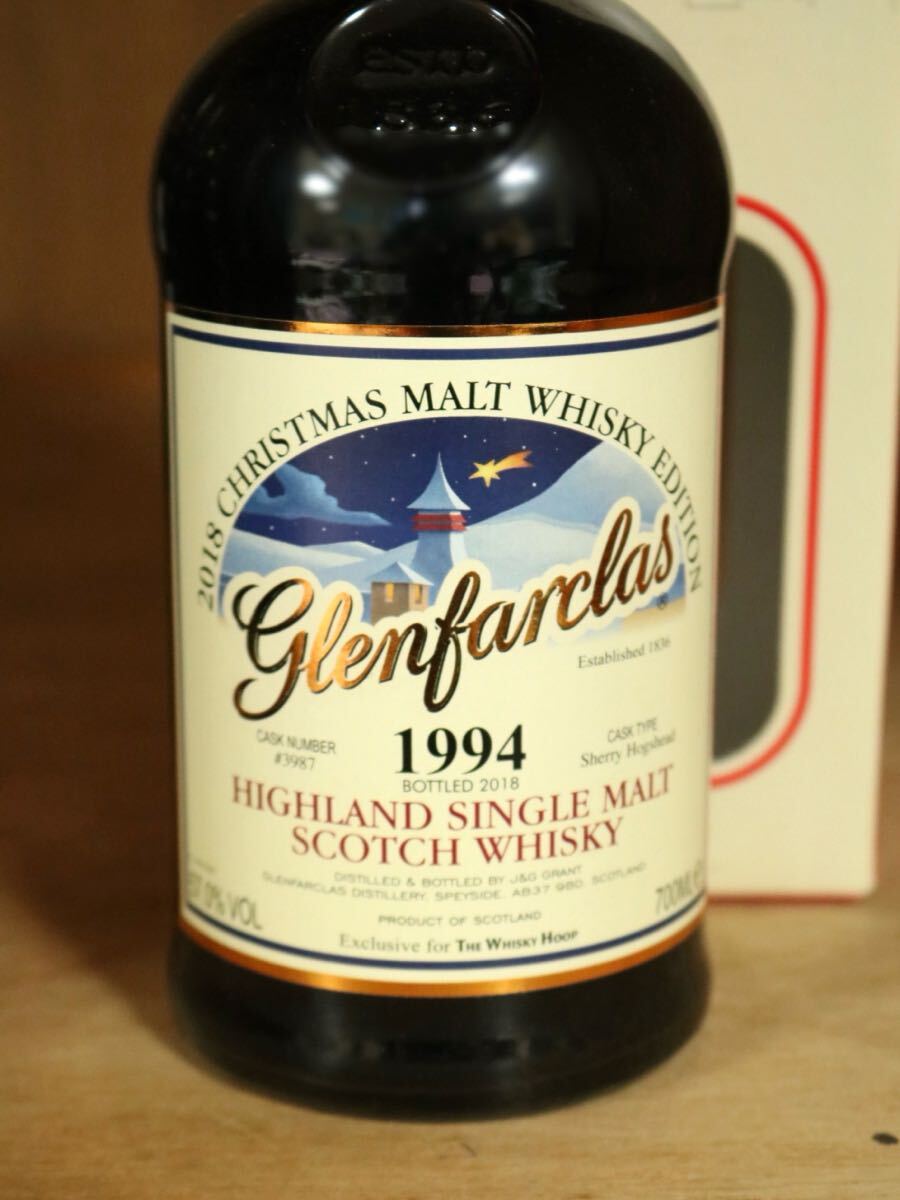 2018 CHRISTMAS MALT WHISKY EDITION
Glenfarclas
®
Established 1836
CASK NUMBER
#3987
1994
BOTTLED 2018
CASK TYPE
Sherry Hogshead
HIGHLAND SINGLE MALT
SCOTCH WHISKY
DISTILLED & BOTTLED BY J&G GRANT
GLENFARCLAS DISTILLERY, SPEYSIDE, AB37 9BD, SCOTLAND
VOL
700ML
PRODUCT OF SCOTLAND
Exclusive for THE WHISKY HOOP